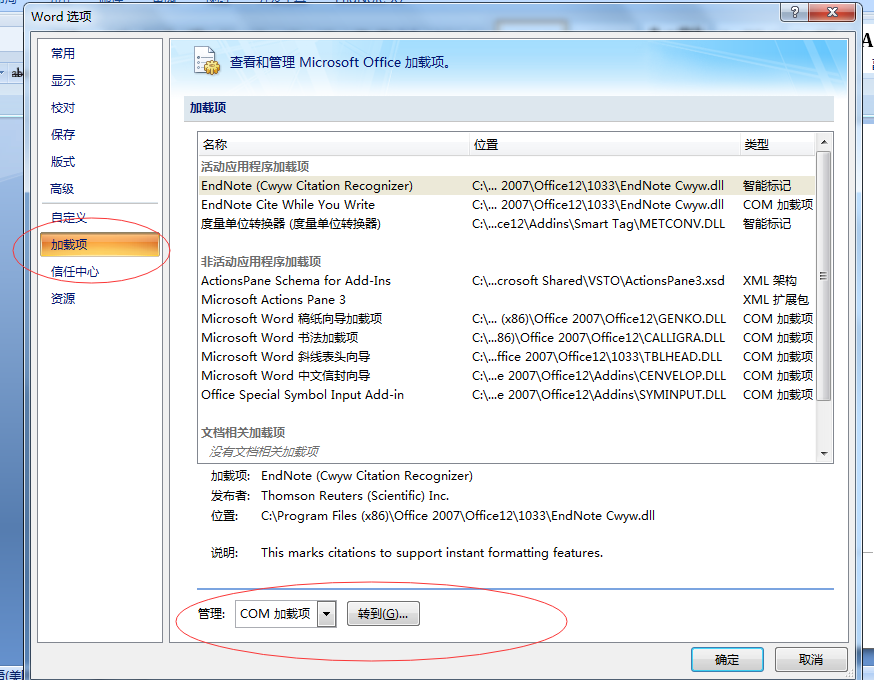 Word 选项
常用
显示
校对
保存
版式
高级
自定义
加载项
信任中心
资源
查看和管理 Microsoft Office 加载项。
加载项
名称 位置 类型
活动应用程序加载项
EndNote (Cwyw Citation Recognizer) C:\... 2007\Office12\1033\EndNote Cwyw.dll 智能标记
EndNote Cite While You Write C:\... 2007\Office12\1033\EndNote Cwyw.dll COM 加载项
度量单位转换器 (度量单位转换器) C:\...ce12\Addins\Smart Tag\METCONV.DLL 智能标记
非活动应用程序加载项
ActionsPane Schema for Add-Ins C:\...crosoft Shared\VSTO\ActionsPane3.xsd XML 架构
Microsoft Actions Pane 3 XML 扩展包
Microsoft Word 稿纸向导加载项 C:\... (x86)\Office 2007\Office12\GENKO.DLL COM 加载项
Microsoft Word 书法加载项 C:\...86)\Office 2007\Office12\CALLIGRA.DLL COM 加载项
Microsoft Word 斜线表头向导 C:\...ffice 2007\Office12\1033\TBLHEAD.DLL COM 加载项
Microsoft Word 中文信封向导 C:\...e 2007\Office12\Addins\CENVELOP.DLL COM 加载项
Office Special Symbol Input Add-in C:\...e 2007\Office12\Addins\SYMINPUT.DLL COM 加载项
文档相关加载项
没有文档相关加载项
加载项: EndNote (Cwyw Citation Recognizer)
发布者: Thomson Reuters (Scientific) Inc.
位置: C:\Program Files (x86)\Office 2007\Office12\1033\EndNote Cwyw.dll
说明: This marks citations to support instant formatting features.
管理: COM 加载项 转到(G)...
确定 取消